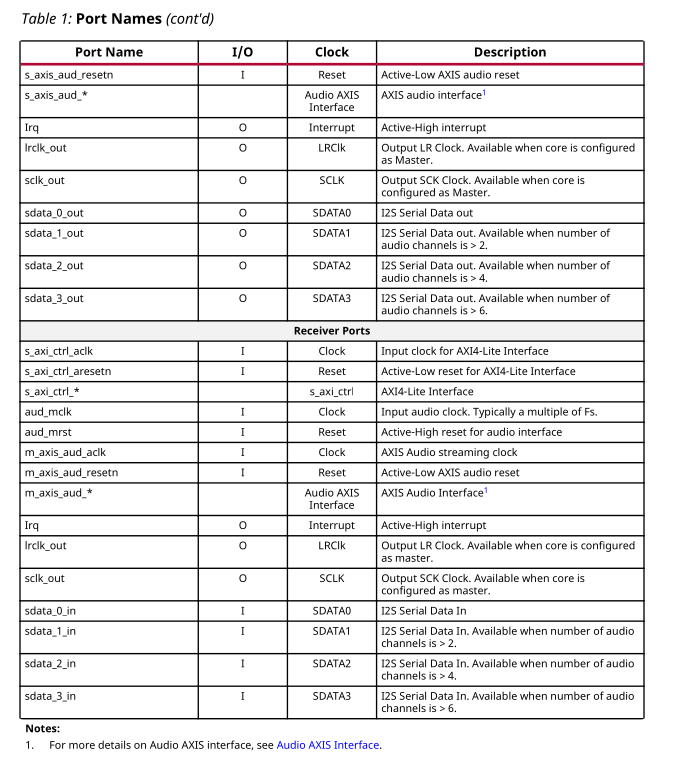 Table 1: Port Names (cont'd)
Port Name I/O Clock Description
s_axis_aud_resetn I Reset Active-Low AXIS audio reset
s_axis_aud_* Audio AXIS Interface AXIS audio interface1
Irq O Interrupt Active-High interrupt
lrclk_out O LRClk Output LR Clock. Available when core is configured
as Master.
sclk_out O SCLK Output SCK Clock. Available when core is
configured as Master.
sdata_0_out O SDATA0 I2S Serial Data out
sdata_1_out O SDATA1 I2S Serial Data out. Available when number of
audio channels is > 2.
sdata_2_out O SDATA2 I2S Serial Data out. Available when number of
audio channels is > 4.
sdata_3_out O SDATA3 I2S Serial Data out. Available when number of
audio channels is > 6.
Receiver Ports
s_axi_ctrl_aclk I Clock Input clock for AXI4-Lite Interface
s_axi_ctrl_aresetn I Reset Active-Low reset for AXI4-Lite Interface
s_axi_ctrl_* s_axi_ctrl AXI4-Lite Interface
aud_mclk I Clock Input audio clock. Typically a multiple of Fs.
aud_mrst I Reset Active-High reset for audio interface
m_axis_aud_aclk I Clock AXIS Audio streaming clock
m_axis_aud_resetn I Reset Active-Low AXIS audio reset
m_axis_aud_* Audio AXIS Interface AXIS Audio Interface1
Irq O Interrupt Active-High interrupt
lrclk_out O LRClk Output LR Clock. Available when core is configured
as master.
sclk_out O SCLK Output SCK Clock. Available when core is
configured as master.
sdata_0_in I SDATA0 I2S Serial Data In
sdata_1_in I SDATA1 I2S Serial Data In. Available when number of audio
channels is > 2.
sdata_2_in I SDATA2 I2S Serial Data In. Available when number of audio
channels is > 4.
sdata_3_in I SDATA3 I2S Serial Data In. Available when number of audio
channels is > 6.
Notes:
1. For more details on Audio AXIS interface, see Audio AXIS Interface.